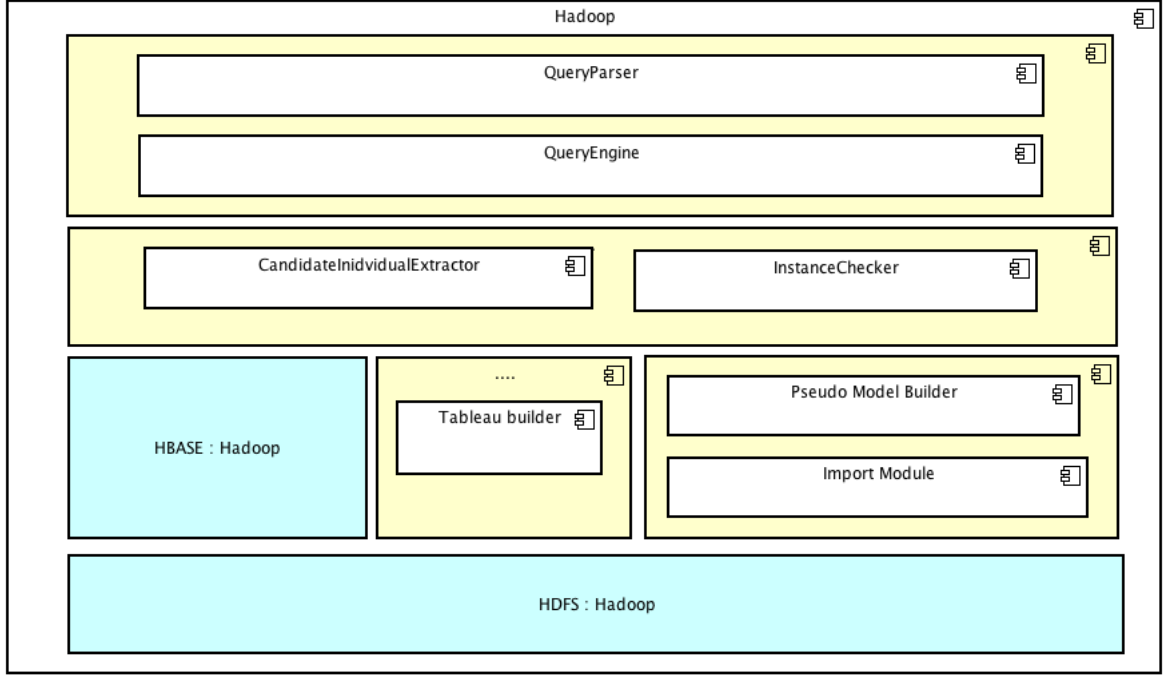 Hadoop
QueryParser
QueryEngine
CandidateInidvidualExtractor
InstanceChecker
HBASE : Hadoop
....
Tableau builder
Pseudo Model Builder
Import Module
HDFS : Hadoop